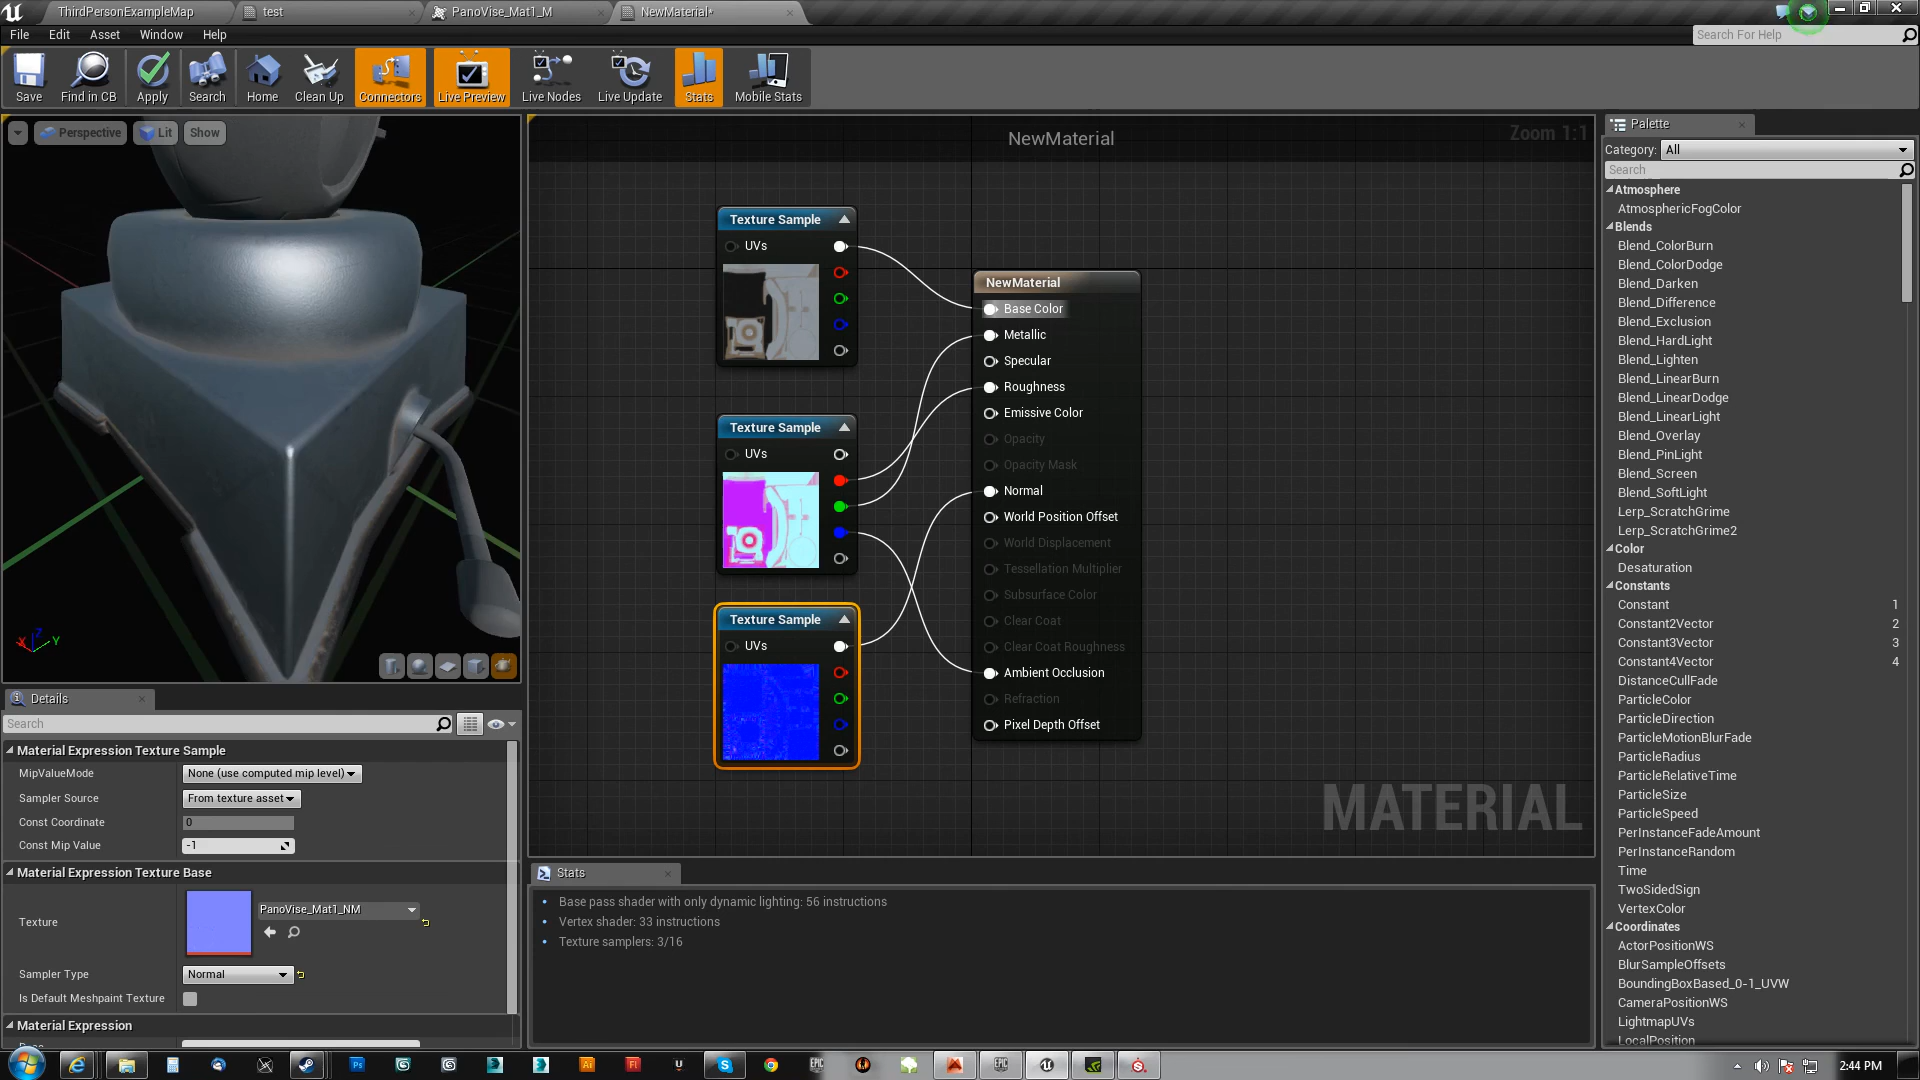 ThirdPersonExampleMap
test
PanoVise_Mat1_M
NewMaterial*
File
Edit
Asset
Window
Help
Search For Help
Save
Find in CB
Apply
Search
Home
Clean Up
Connectors
Live Preview
Live Nodes
Live Update
Stats
Mobile Stats
Perspective
Lit
Show
X
Z
Y
NewMaterial
Zoom 1:1
Texture Sample
UVs
Texture Sample
UVs
Texture Sample
UVs
NewMaterial
Base Color
Metallic
Specular
Roughness
Emissive Color
Opacity
Opacity Mask
Normal
World Position Offset
World Displacement
Tessellation Multiplier
Subsurface Color
Clear Coat
Clear Coat Roughness
Ambient Occlusion
Refraction
Pixel Depth Offset
MATERIAL
Details
Search
Material Expression Texture Sample
MipValueMode
None (use computed mip level)
Sampler Source
From texture asset
Const Coordinate
0
Const Mip Value
-1
Material Expression Texture Base
Texture
PanoVise_Mat1_NM
Sampler Type
Normal
Is Default Meshpaint Texture
Material Expression
Stats
Base pass shader with only dynamic lighting: 56 instructions
Vertex shader: 33 instructions
Texture samplers: 3/16
Palette
Category:
All
Search
Atmosphere
AtmosphericFogColor
Blends
Blend_ColorBurn
Blend_ColorDodge
Blend_Darken
Blend_Difference
Blend_Exclusion
Blend_HardLight
Blend_Lighten
Blend_LinearBurn
Blend_LinearDodge
Blend_LinearLight
Blend_Overlay
Blend_PinLight
Blend_Screen
Blend_SoftLight
Lerp_ScratchGrime
Lerp_ScratchGrime2
Color
Desaturation
Constants
Constant 1
Constant2Vector 2
Constant3Vector 3
Constant4Vector 4
DistanceCullFade
ParticleColor
ParticleDirection
ParticleMotionBlurFade
ParticleRadius
ParticleRelativeTime
ParticleSize
ParticleSpeed
PerInstanceFadeAmount
PerInstanceRandom
Time
TwoSidedSign
VertexColor
Coordinates
ActorPositionWS
BlurSampleOffsets
BoundingBoxBased_0-1_UVW
CameraPositionWS
LightmapUVs
LocalPosition
Ps
Ai
Fl
EPIC
EPIC
2:44 PM